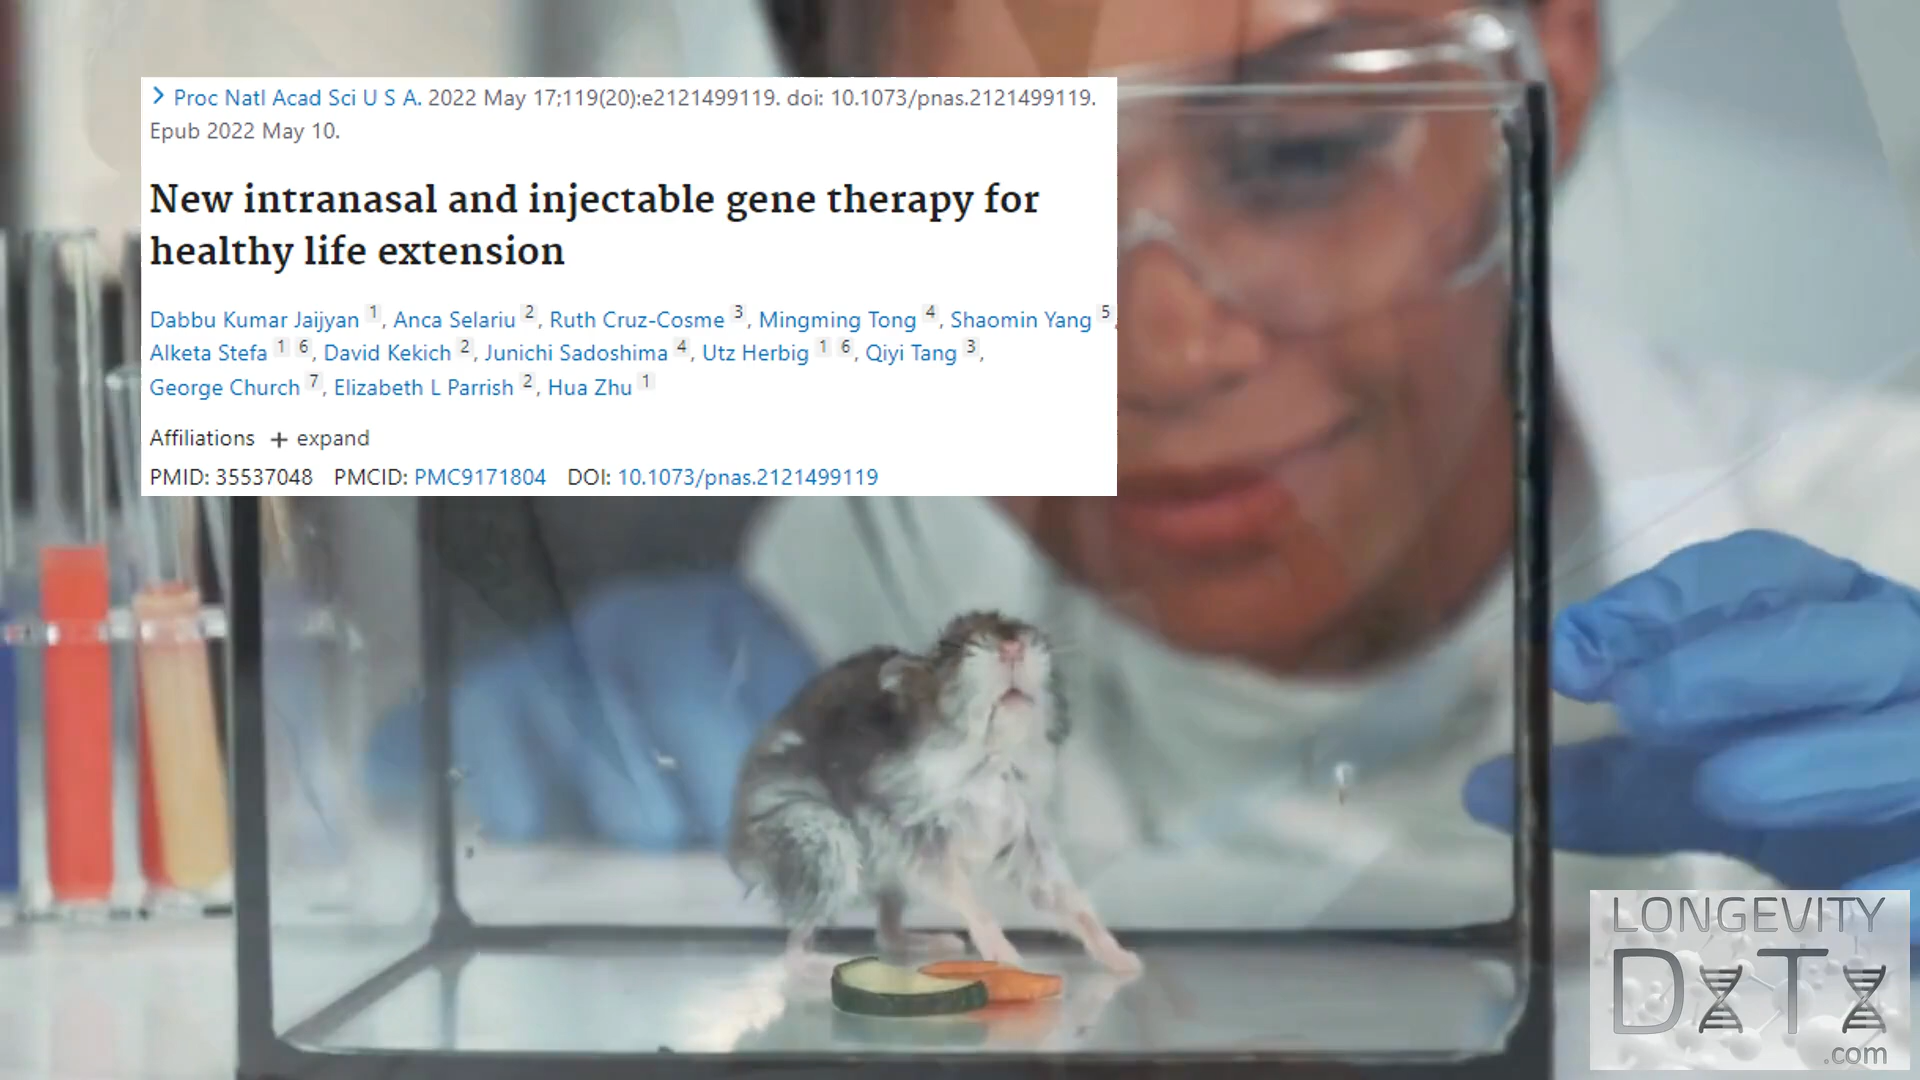 > Proc Natl Acad Sci U S A. 2022 May 17;119(20):e2121499119. doi: 10.1073/pnas.2121499119.
Epub 2022 May 10.
New intranasal and injectable gene therapy for
healthy life extension
Dabbu Kumar Jaijyan 1, Anca Selariu 2, Ruth Cruz-Cosme 3, Mingming Tong 4, Shaomin Yang 5,
Alketa Stefa 1 6, David Kekich 2, Junichi Sadoshima 4, Utz Herbig 1 6, Qiyi Tang 3,
George Church 7, Elizabeth L Parrish 2, Hua Zhu 1
Affiliations + expand
PMID: 35537048 PMCID: PMC9171804 DOI: 10.1073/pnas.2121499119
LONGEVITY
DATA
.com